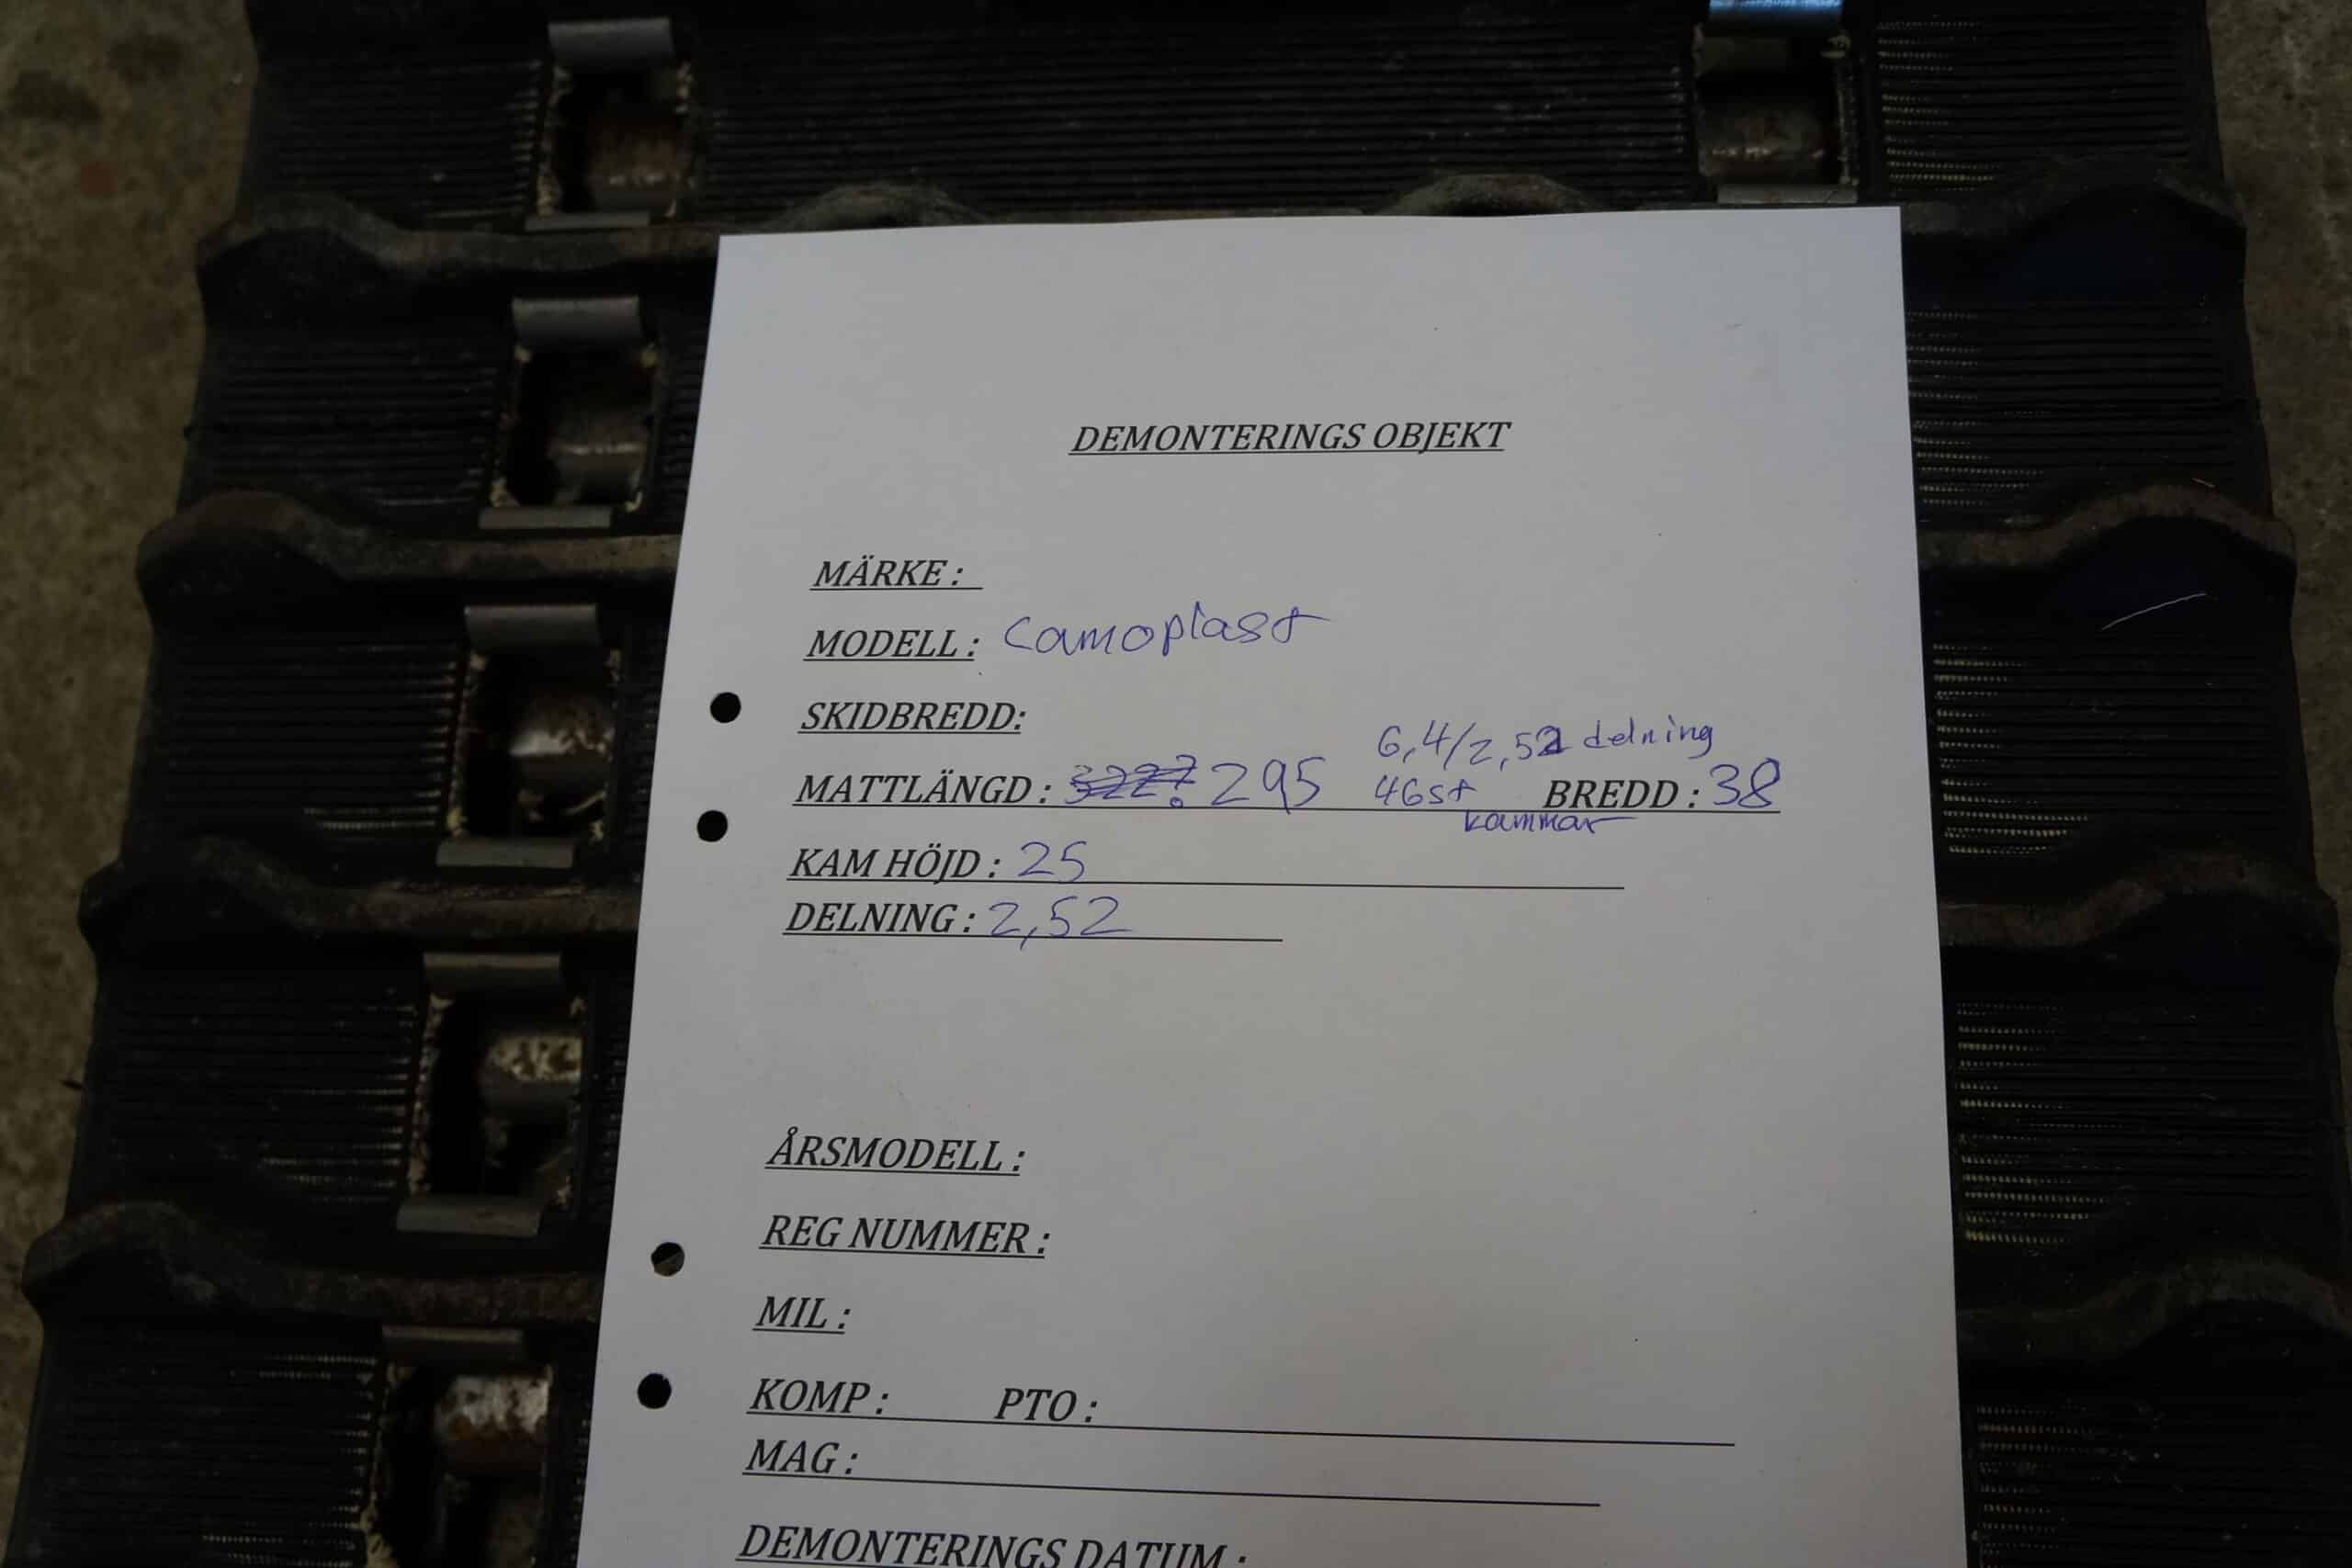 DEMONTERINGS OBJEKT
MÄRKE :
MODELL : Camoplast
SKIDBREDD:
6,4/2,52 delning
MATTLÄNGD : 295 46st BREDD : 38
kammar
KAM HÖJD : 25
DELNING : 2,52
ÅRSMODELL :
REG NUMMER :
MIL :
KOMP : PTO :
MAG :
DEMONTERINGS DATUM :